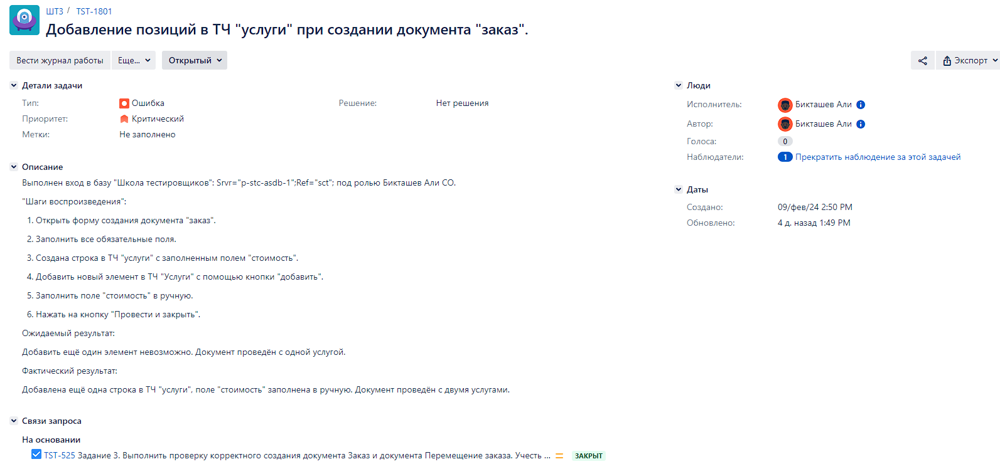 ШТ3 / TST-1801
Добавление позиций в ТЧ "услуги" при создании документа "заказ".
Вести журнал работы Еще... Открытый Экспорт
Детали задачи
Тип: Ошибка Решение: Нет решения
Приоритет: Критический
Метки: Не заполнено
Описание
Выполнен вход в базу "Школа тестировщиков": Srvr="p-stc-asdb-1";Ref="sct"; под ролью Бикташев Али СО.
"Шаги воспроизведения":
1. Открыть форму создания документа "заказ".
2. Заполнить все обязательные поля.
3. Создана строка в ТЧ "услуги" с заполненным полем "стоимость".
4. Добавить новый элемент в ТЧ "Услуги" с помощью кнопки "добавить".
5. Заполнить поле "стоимость" в ручную.
6. Нажать на кнопку "Провести и закрыть".
Ожидаемый результат:
Добавить ещё один элемент невозможно. Документ проведён с одной услугой.
Фактический результат:
Добавлена ещё одна строка в ТЧ "услуги", поле "стоимость" заполнена в ручную. Документ проведён с двумя услугами.
Связи запроса
На основании
TST-525 Задание 3. Выполнить проверку корректного создания документа Заказ и документа Перемещение заказа. Учесть ... ЗАКРЫТ
Люди
Исполнитель: Бикташев Али
Автор: Бикташев Али
Голоса: 0
Наблюдатели: 1 Прекратить наблюдение за этой задачей
Даты
Создано: 09/фев/24 2:50 PM
Обновлено: 4 д. назад 1:49 PM